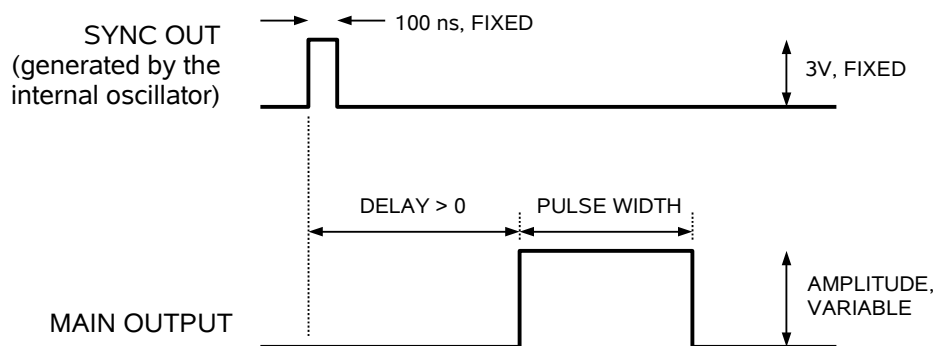 100 ns, FIXED
SYNC OUT
(generated by the
internal oscillator)
3V, FIXED
DELAY > 0
PULSE WIDTH
AMPLITUDE,
VARIABLE
MAIN OUTPUT